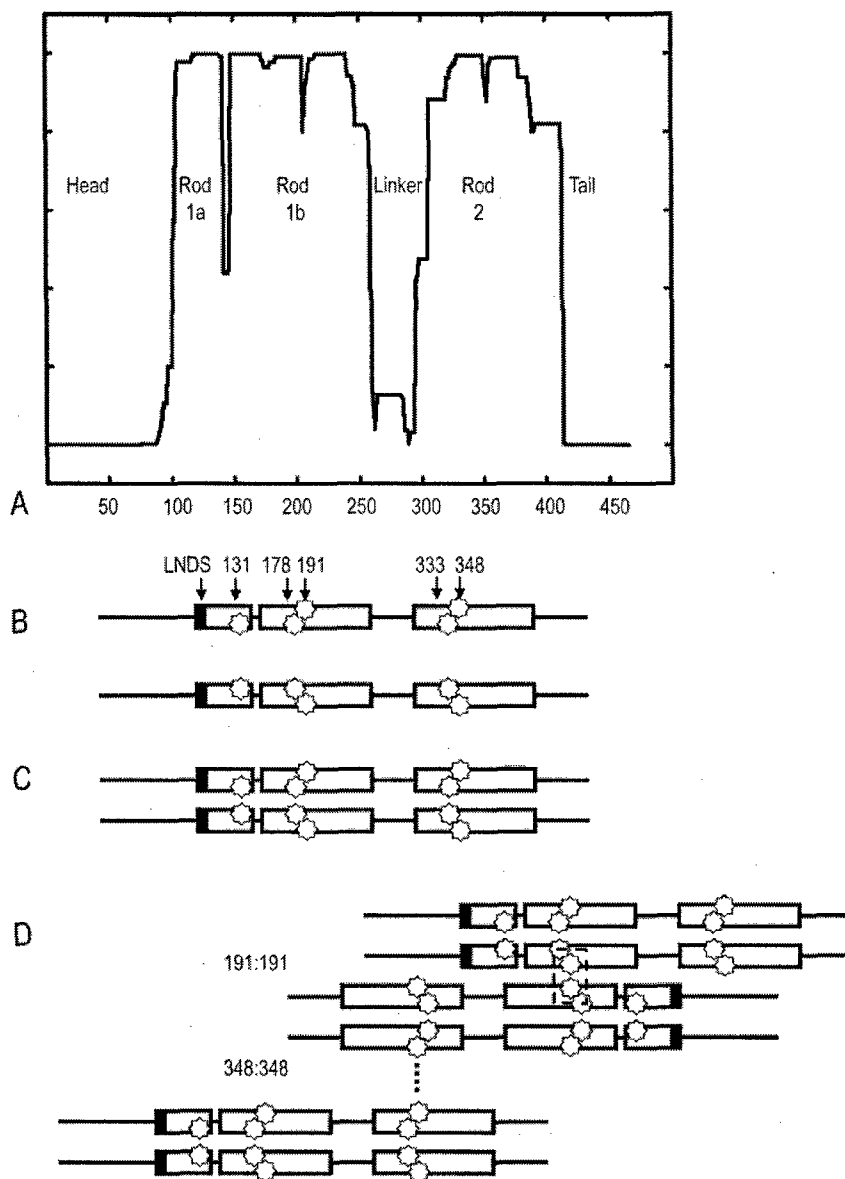 Head Rod Rod Linker Rod Tail
1a 1b 2
A 50 100 150 200 250 300 350 400 450
LNDS 131 178 191 333 348
B
C
D
191:191
348:348